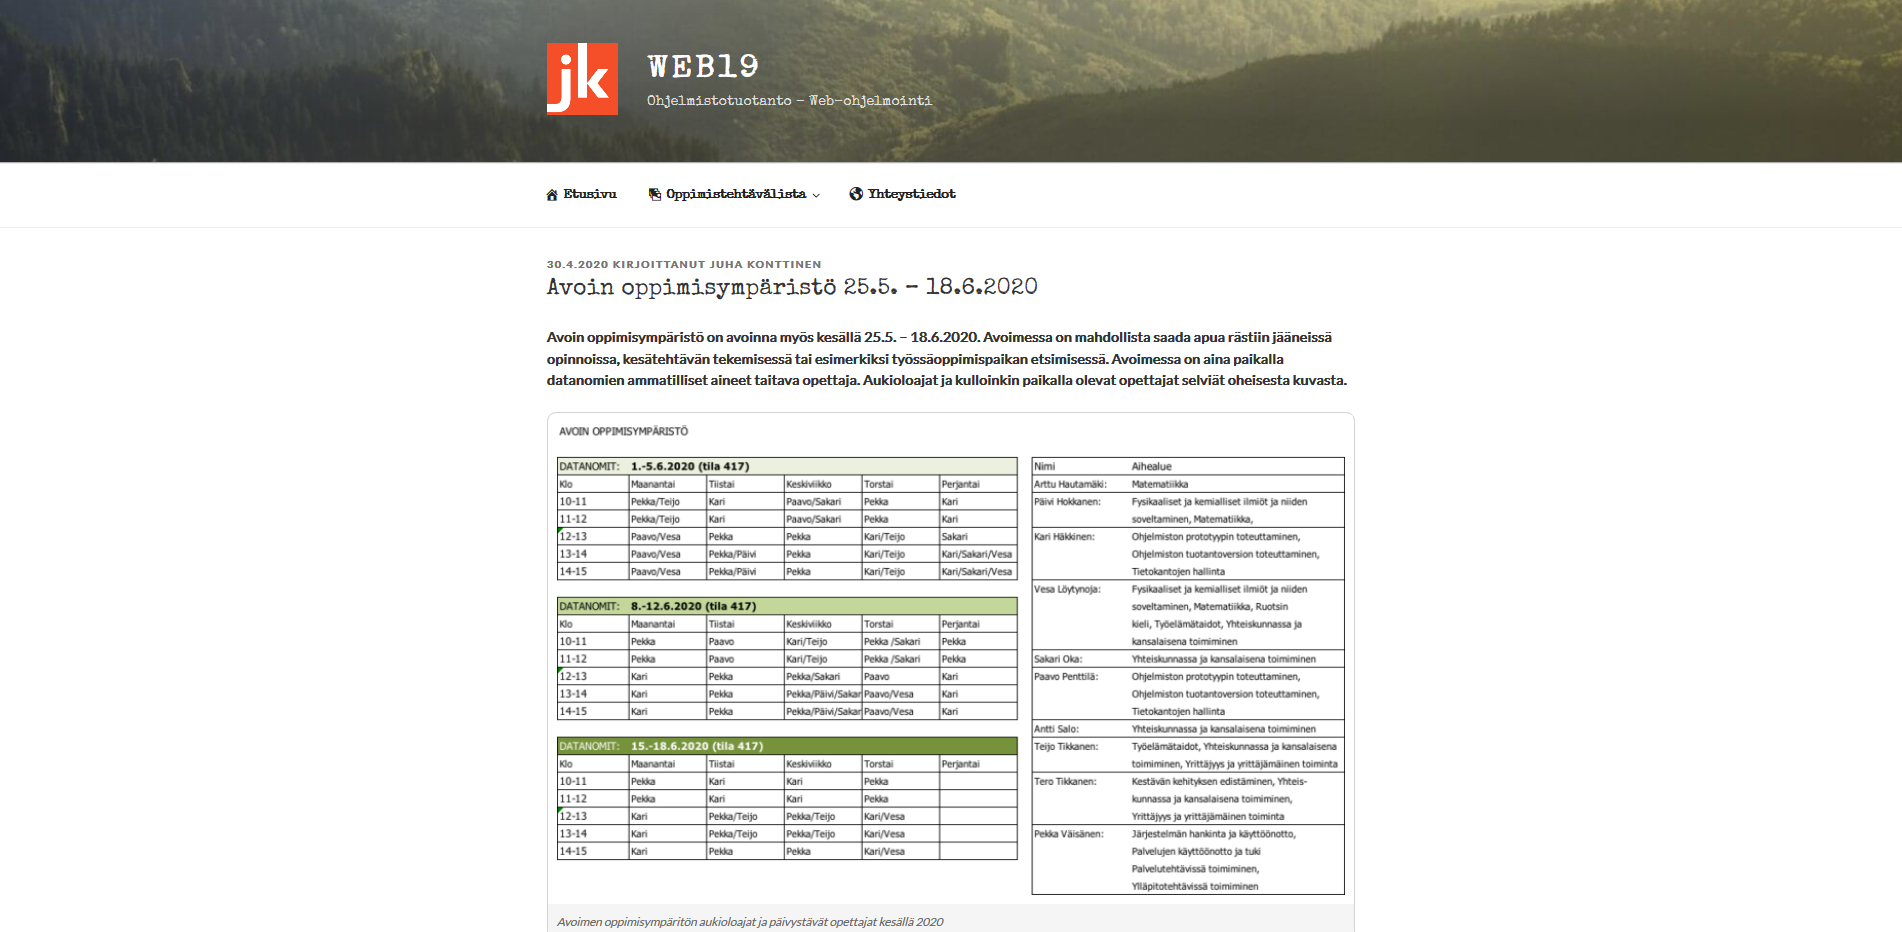 jk
WEB19
Ohjelmistotuotanto – Web-ohjelmointi
Etusivu Oppimistehtävälista Yhteystiedot
30.4.2020 KIRJOITTANUT JUHA KONTTINEN
Avoin oppimisympäristö 25.5. – 18.6.2020
Avoin oppimisympäristö on avoinna myös kesällä 25.5. – 18.6.2020. Avoimessa on mahdollista saada apua rästiin jääneissä
opinnoissa, kesätehtävän tekemisessä tai esimerkiksi työssäoppimispaikan etsimisessä. Avoimessa on aina paikalla
datanomien ammatilliset aineet taitava opettaja. Aukioloajat ja kulloinkin paikalla olevat opettajat selviät oheisesta kuvasta.
AVOIN OPPIMISYMPÄRISTÖ
DATANOMIT: 1.-5.6.2020 (tila 417)
Klo Maanantai Tiistai Keskiviikko Torstai Perjantai
10-11 Pekka/Teijo Kari Paavo/Sakari Pekka Kari
11-12 Pekka/Teijo Kari Paavo/Sakari Pekka Kari
12-13 Paavo/Vesa Pekka Pekka Kari/Teijo Sakari
13-14 Paavo/Vesa Pekka/Päivi Pekka Kari/Teijo Kari/Sakari/Vesa
14-15 Paavo/Vesa Pekka/Päivi Pekka Kari/Teijo Kari/Sakari/Vesa
DATANOMIT: 8.-12.6.2020 (tila 417)
Klo Maanantai Tiistai Keskiviikko Torstai Perjantai
10-11 Pekka Paavo Kari/Teijo Pekka /Sakari Pekka
11-12 Pekka Paavo Kari/Teijo Pekka /Sakari Pekka
12-13 Kari Pekka Pekka/Sakari Paavo Kari
13-14 Kari Pekka Pekka/Päivi/Sakar Paavo/Vesa Kari
14-15 Kari Pekka Pekka/Päivi/Sakar Paavo/Vesa Kari
DATANOMIT: 15.-18.6.2020 (tila 417)
Klo Maanantai Tiistai Keskiviikko Torstai Perjantai
10-11 Pekka Kari Kari Pekka
11-12 Pekka Kari Kari Pekka
12-13 Kari Pekka/Teijo Pekka/Teijo Kari/Vesa
13-14 Kari Pekka/Teijo Pekka/Teijo Kari/Vesa
14-15 Kari Pekka Pekka Kari/Vesa
Nimi Aihealue
Arttu Hautamäki: Matematiikka
Päivi Hokkanen: Fysikaaliset ja kemialliset ilmiöt ja niiden
soveltaminen, Matematiikka,
Kari Häkkinen: Ohjelmiston prototyypin toteuttaminen,
Ohjelmiston tuotantoversion toteuttaminen,
Tietokantojen hallinta
Vesa Löytynoja: Fysikaaliset ja kemialliset ilmiöt ja niiden
soveltaminen, Matematiikka, Ruotsin
kieli, Työelämätaidot, Yhteiskunnassa ja
kansalaisena toimiminen
Sakari Oka: Yhteiskunnassa ja kansalaisena toimiminen
Paavo Penttilä: Ohjelmiston prototyypin toteuttaminen,
Ohjelmiston tuotantoversion toteuttaminen,
Tietokantojen hallinta
Antti Salo: Yhteiskunnassa ja kansalaisena toimiminen
Teijo Tikkanen: Työelämätaidot, Yhteiskunnassa ja kansalaisena
toimiminen, Yrittäjyys ja yrittäjämäinen toiminta
Tero Tikkanen: Kestävän kehityksen edistäminen, Yhteis-
kunnassa ja kansalaisena toimiminen,
Yrittäjyys ja yrittäjämäinen toiminta
Pekka Väisänen: Järjestelmän hankinta ja käyttöönotto,
Palvelujen käyttöönotto ja tuki
Palvelutehtävissä toimiminen,
Ylläpitotehtävissä toimiminen
Avoimen oppimisympäritön aukioloajat ja päivystävät opettajat kesällä 2020